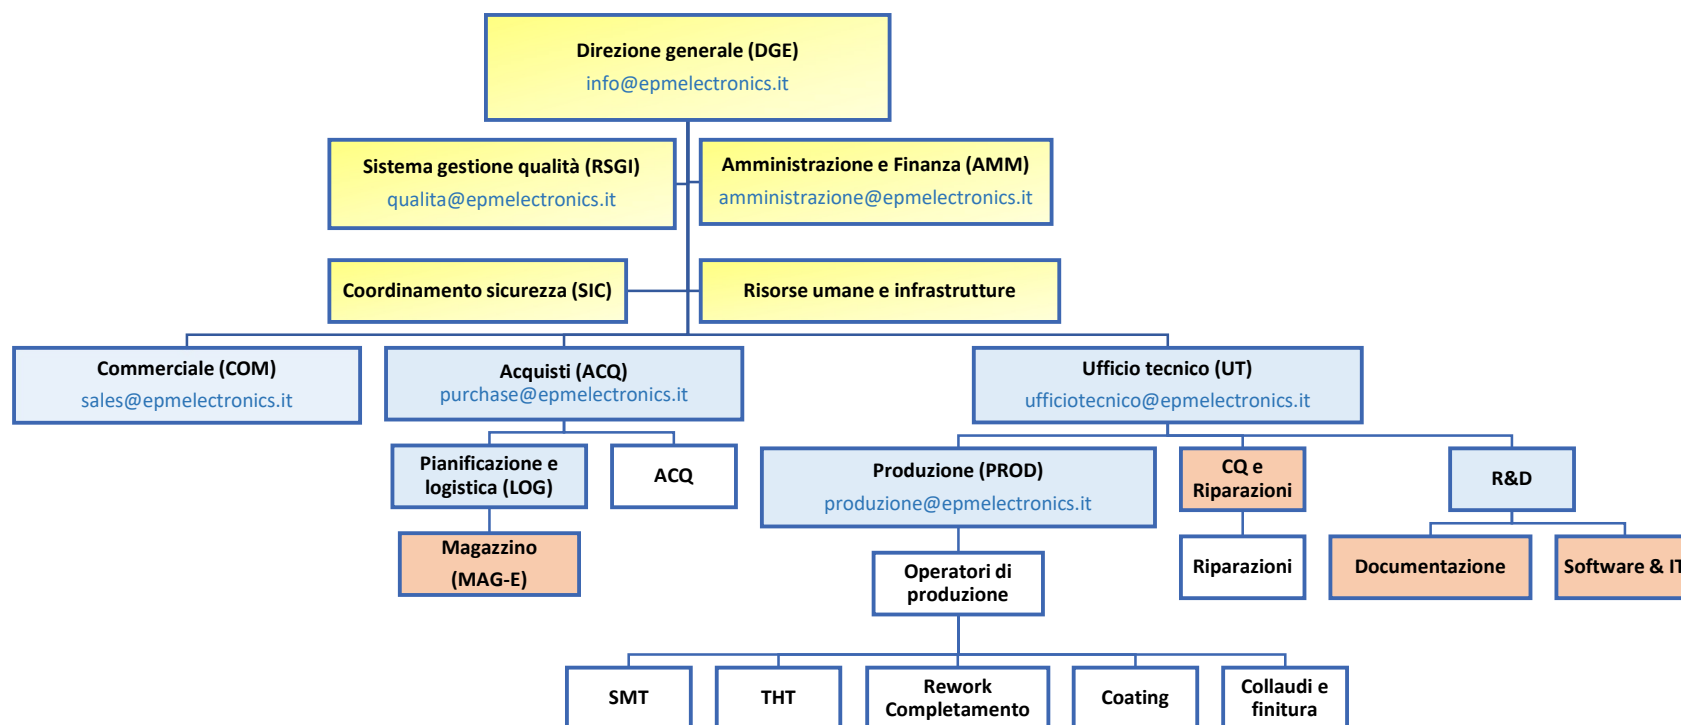 Direzione generale (DGE)
info@epmelectronics.it
Sistema gestione qualità (RSGI)
qualita@epmelectronics.it
Amministrazione e Finanza (AMM)
amministrazione@epmelectronics.it
Coordinamento sicurezza (SIC)
Risorse umane e infrastrutture
Commerciale (COM)
sales@epmelectronics.it
Acquisti (ACQ)
purchase@epmelectronics.it
Ufficio tecnico (UT)
ufficiotecnico@epmelectronics.it
Pianificazione e
logistica (LOG)
ACQ
Produzione (PROD)
produzione@epmelectronics.it
CQ e
Riparazioni
R&D
Magazzino
(MAG-E)
Operatori di
produzione
Riparazioni
Documentazione
Software & IT
SMT
THT
Rework
Completamento
Coating
Collaudi e
finitura